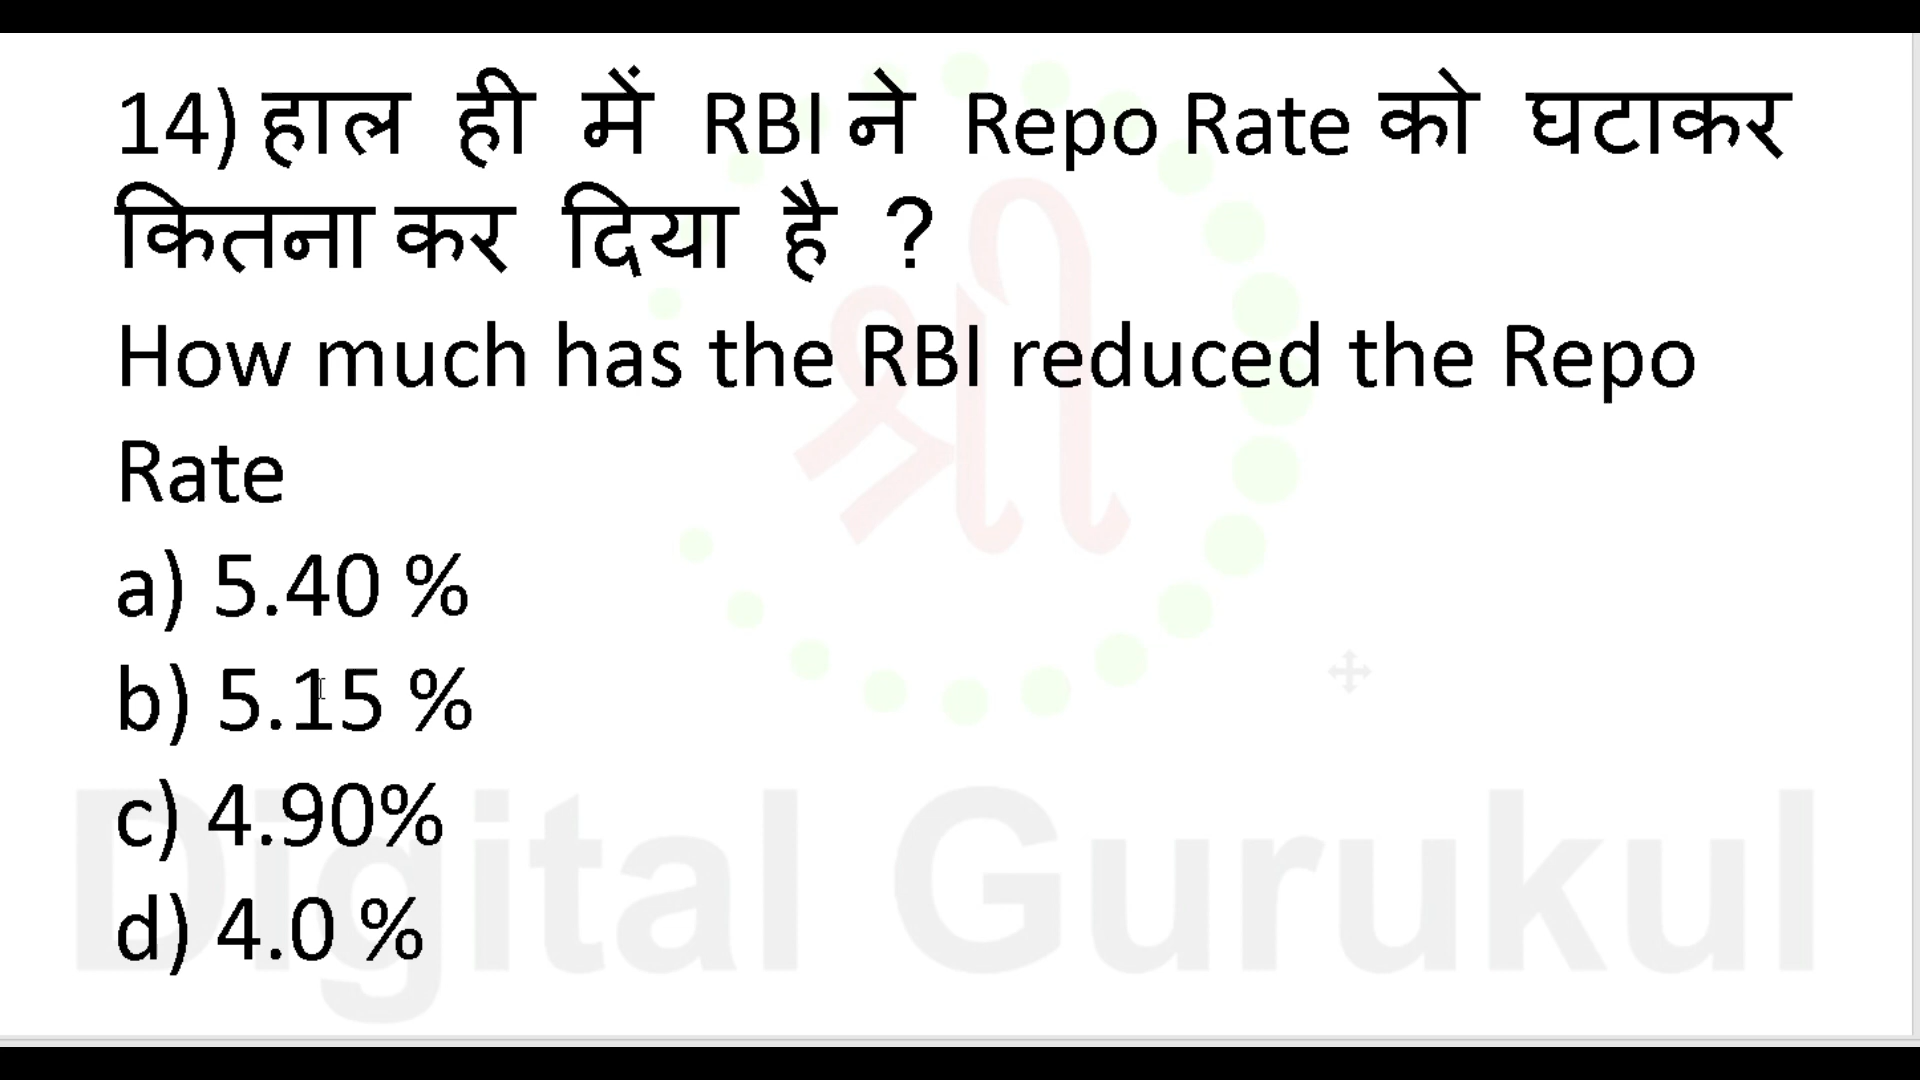 14) हाल ही में RBI ने Repo Rate को घटाकर
कितना कर दिया है ?
How much has the RBI reduced the Repo
Rate
a) 5.40 %
b) 5.15 %
c) 4.90%
d) 4.0 %
श्री
Digital Gurukul